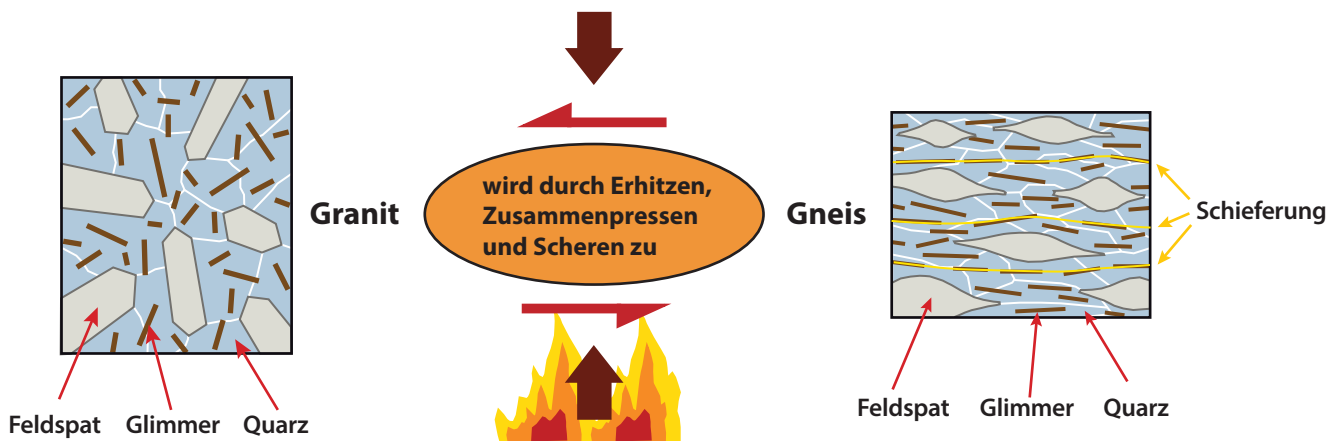 Granit
wird durch Erhitzen,
Zusammenpressen
und Scheren zu
Gneis
Schieferung
Feldspat
Glimmer
Quarz
Feldspat
Glimmer
Quarz